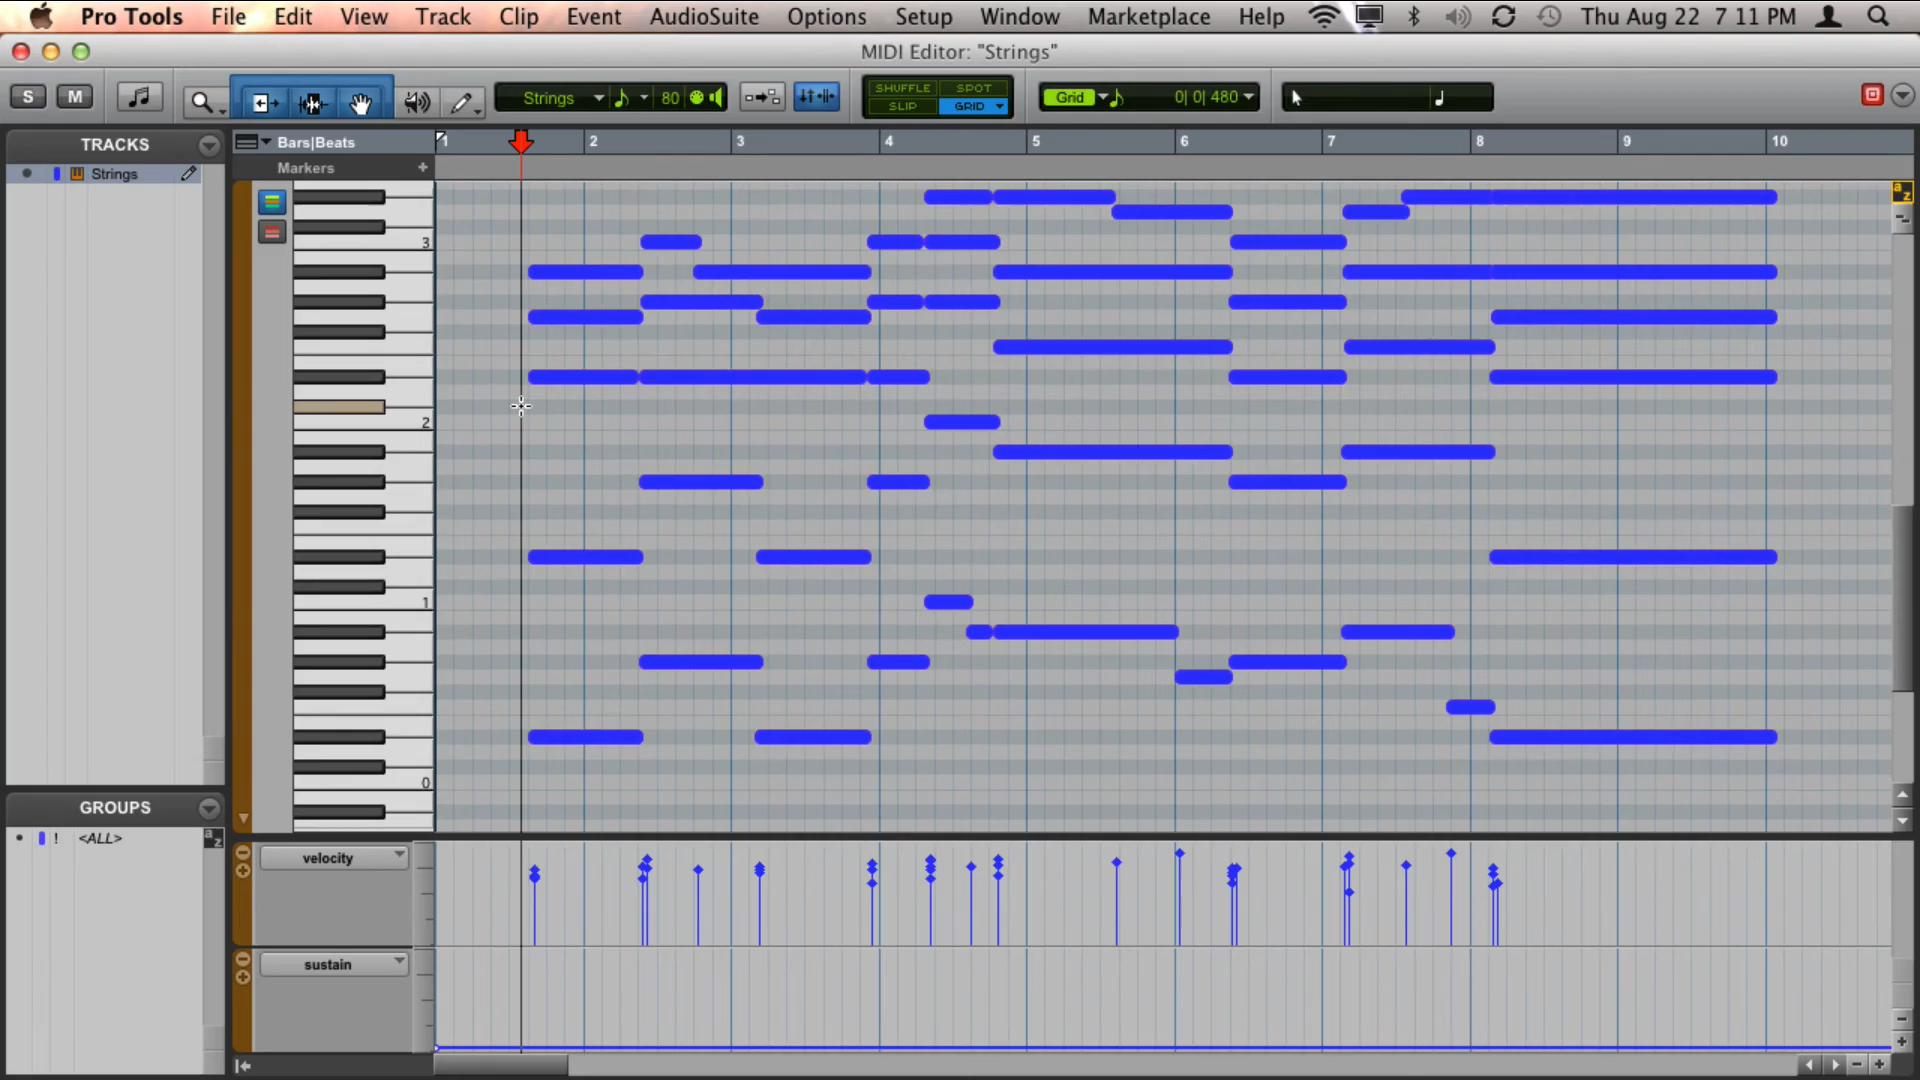 Pro Tools File Edit View Track Clip Event AudioSuite Options Setup Window Marketplace Help Thu Aug 22 7 11 PM
MIDI Editor: "Strings"
S M Strings 80 SHUFFLE SPOT Grid 0| 0| 480
SLIP GRID
TRACKS Bars|Beats 1 2 3 4 5 6 7 8 9 10
Markers
Strings
a z
3
2
1
0
GROUPS
! <ALL> a z
velocity
sustain